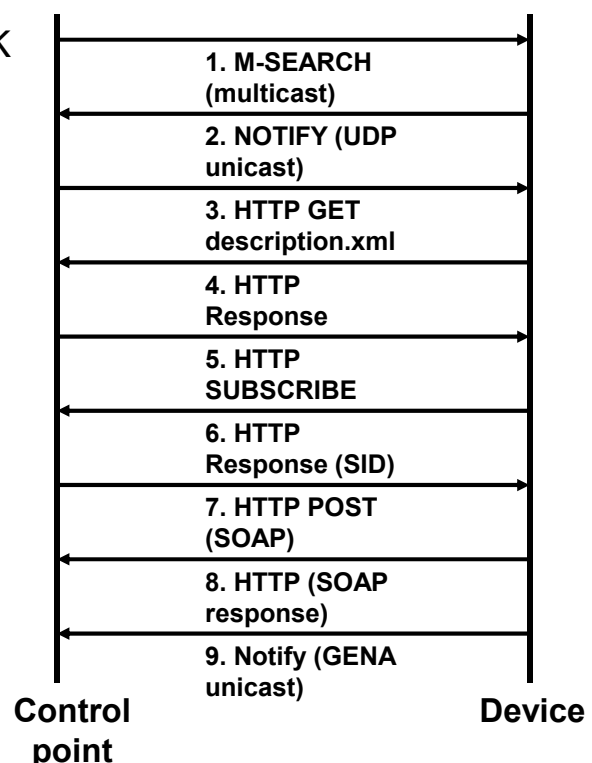 K
1. M-SEARCH
(multicast)
2. NOTIFY (UDP
unicast)
3. HTTP GET
description.xml
4. HTTP
Response
5. HTTP
SUBSCRIBE
6. HTTP
Response (SID)
7. HTTP POST
(SOAP)
8. HTTP (SOAP
response)
9. Notify (GENA
unicast)
Control
point
Device